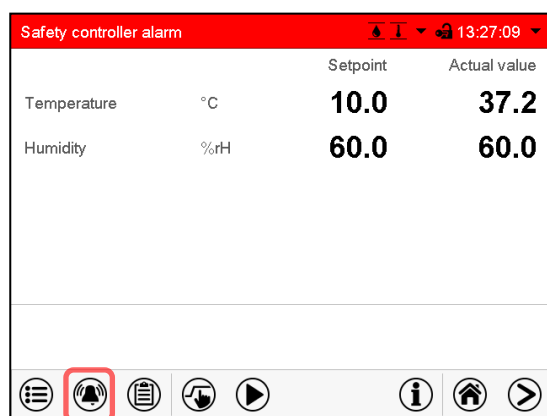 Safety controller alarm 13:27:09
Setpoint Actual value
Temperature °C 10.0 37.2
Humidity %rH 60.0 60.0